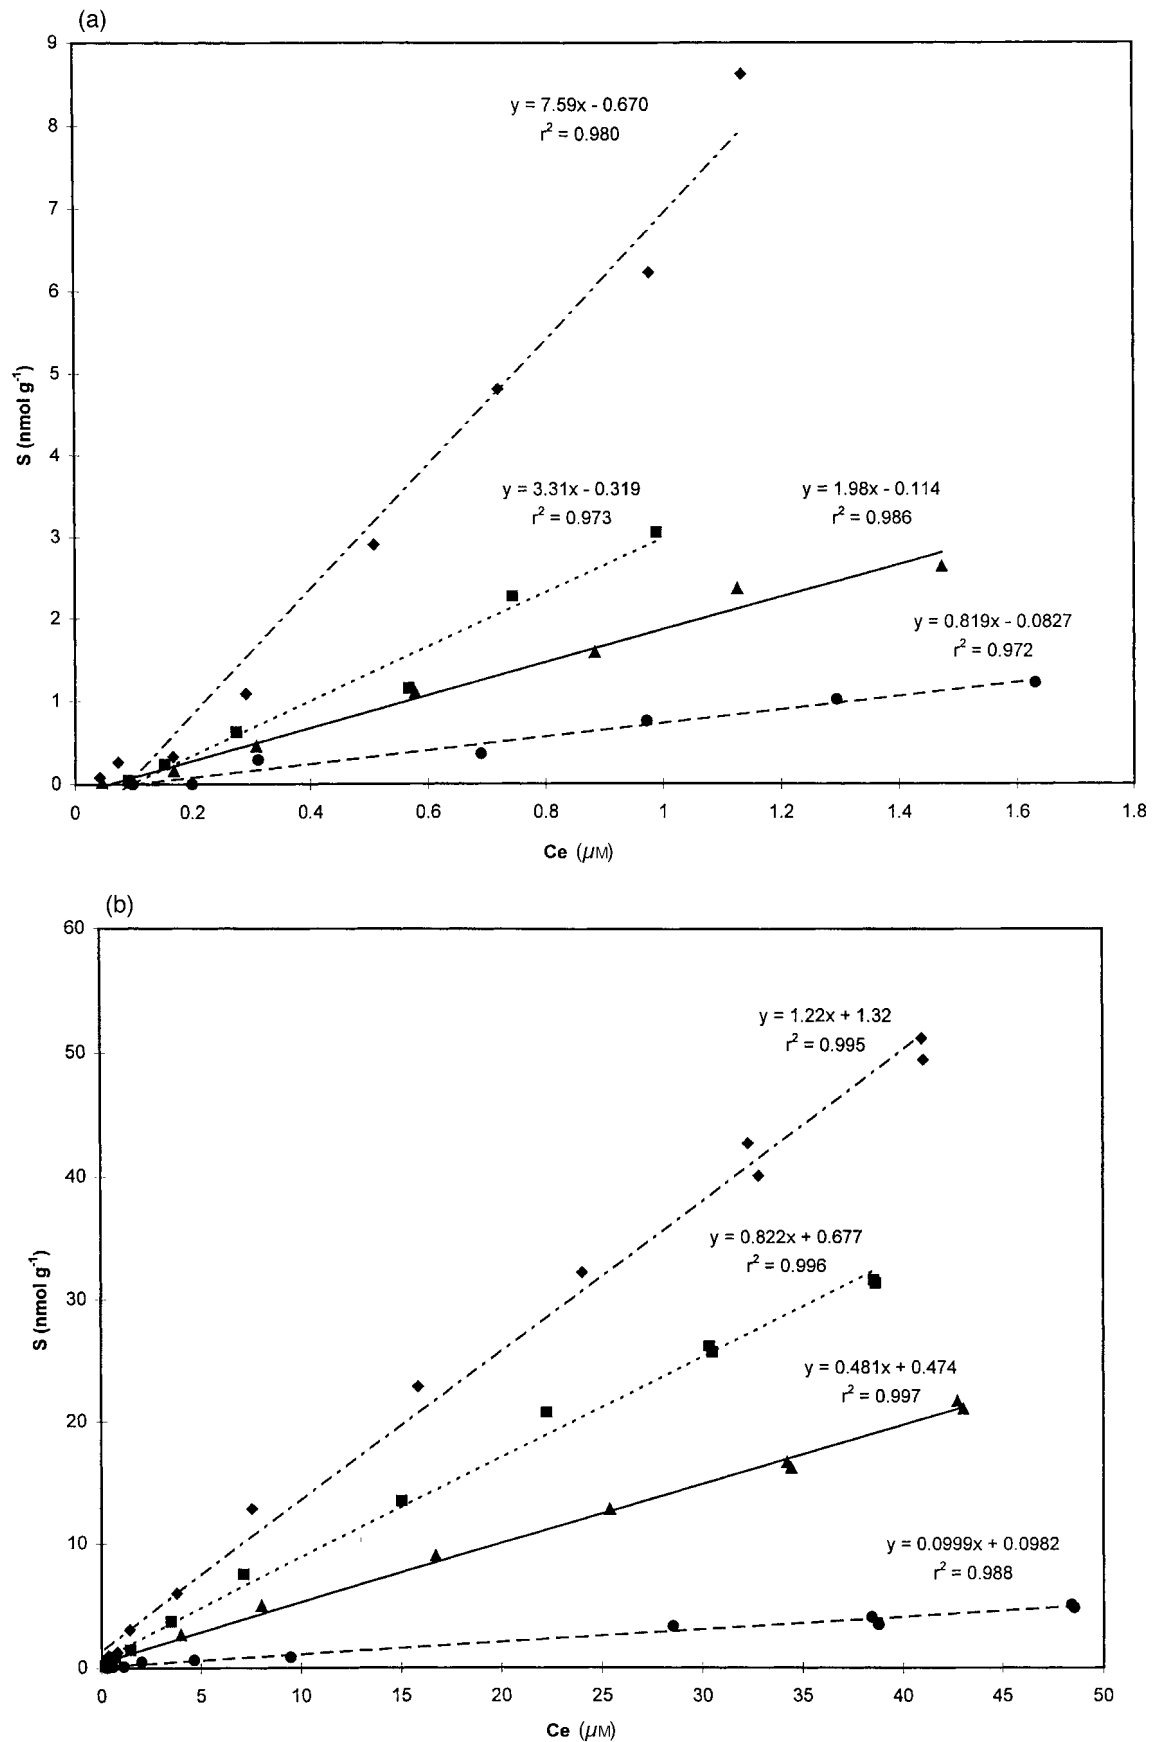 (a)
9
8
7
6
5
4
3
2
1
0
S (nmol g⁻¹)
y = 7.59x - 0.670
r² = 0.980
y = 3.31x - 0.319
r² = 0.973
y = 1.98x - 0.114
r² = 0.986
y = 0.819x - 0.0827
r² = 0.972
0 0.2 0.4 0.6 0.8 1 1.2 1.4 1.6 1.8
Ce (μM)
(b)
60
50
40
30
20
10
0
S (nmol g⁻¹)
y = 1.22x + 1.32
r² = 0.995
y = 0.822x + 0.677
r² = 0.996
y = 0.481x + 0.474
r² = 0.997
y = 0.0999x + 0.0982
r² = 0.988
0 5 10 15 20 25 30 35 40 45 50
Ce (μM)